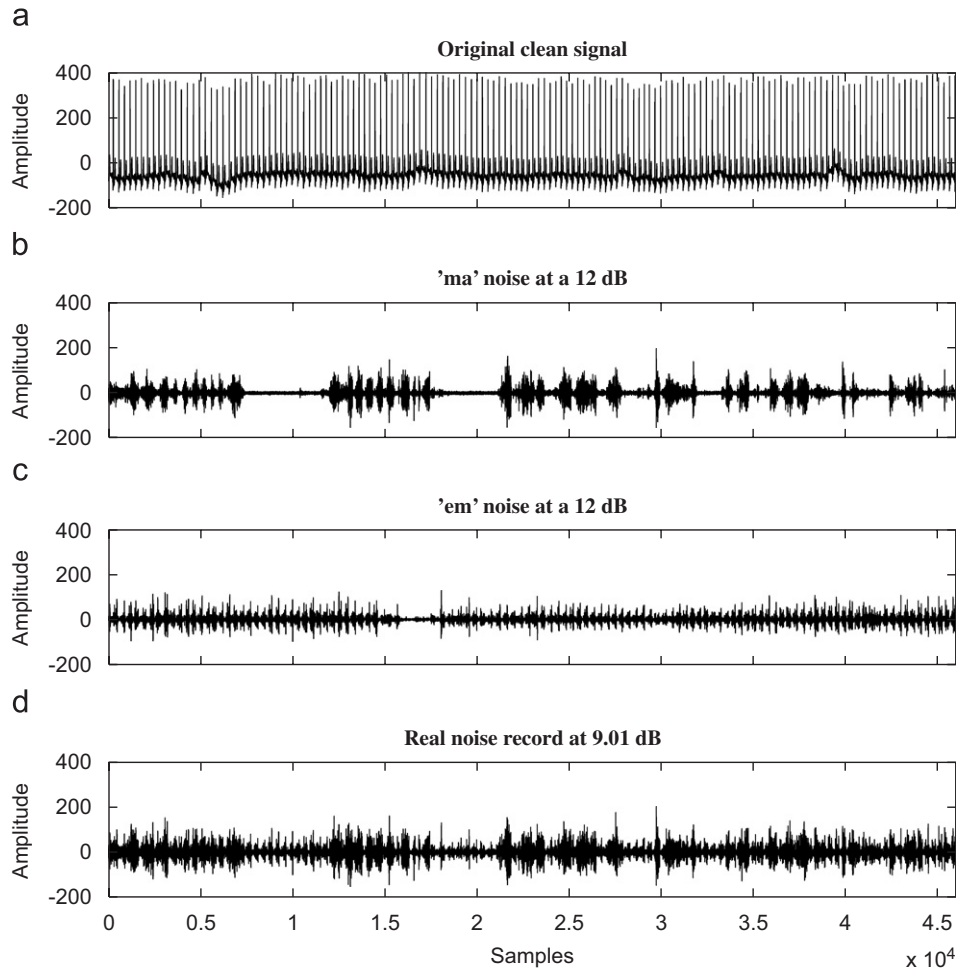 a
Original clean signal
400
200
0
-200
Amplitude
b
’ma’ noise at a 12 dB
400
200
0
-200
Amplitude
c
’em’ noise at a 12 dB
400
200
0
-200
Amplitude
d
Real noise record at 9.01 dB
400
200
0
-200
Amplitude
0 0.5 1 1.5 2 2.5 3 3.5 4 4.5
Samples
x 10⁴